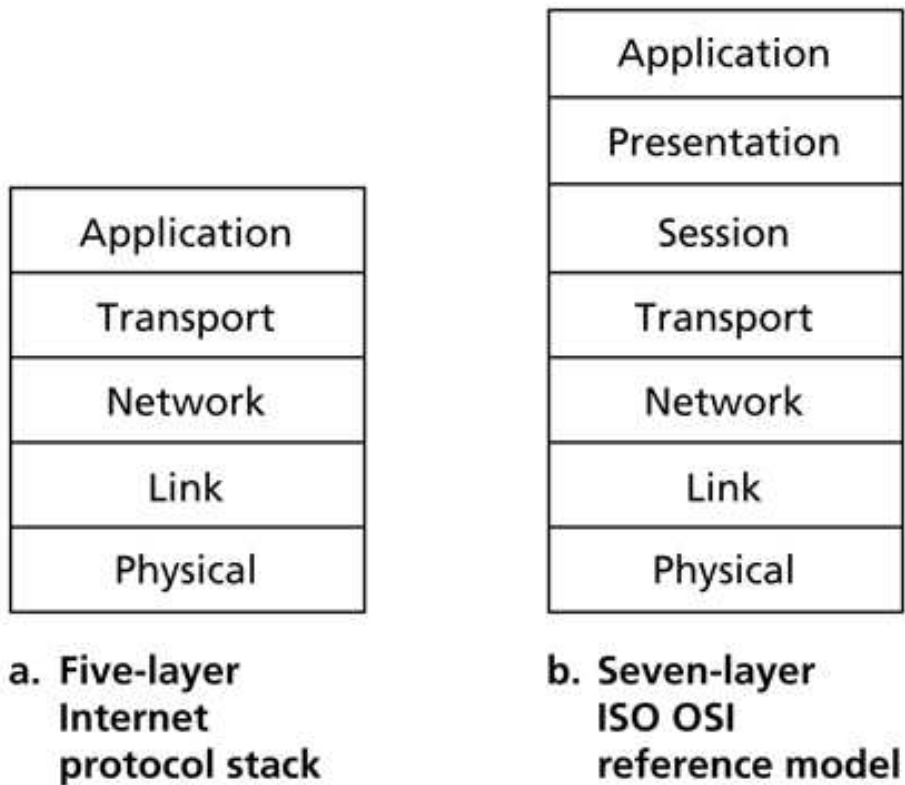 Application
Transport
Network
Link
Physical
a. Five-layer
Internet
protocol stack
Application
Presentation
Session
Transport
Network
Link
Physical
b. Seven-layer
ISO OSI
reference model